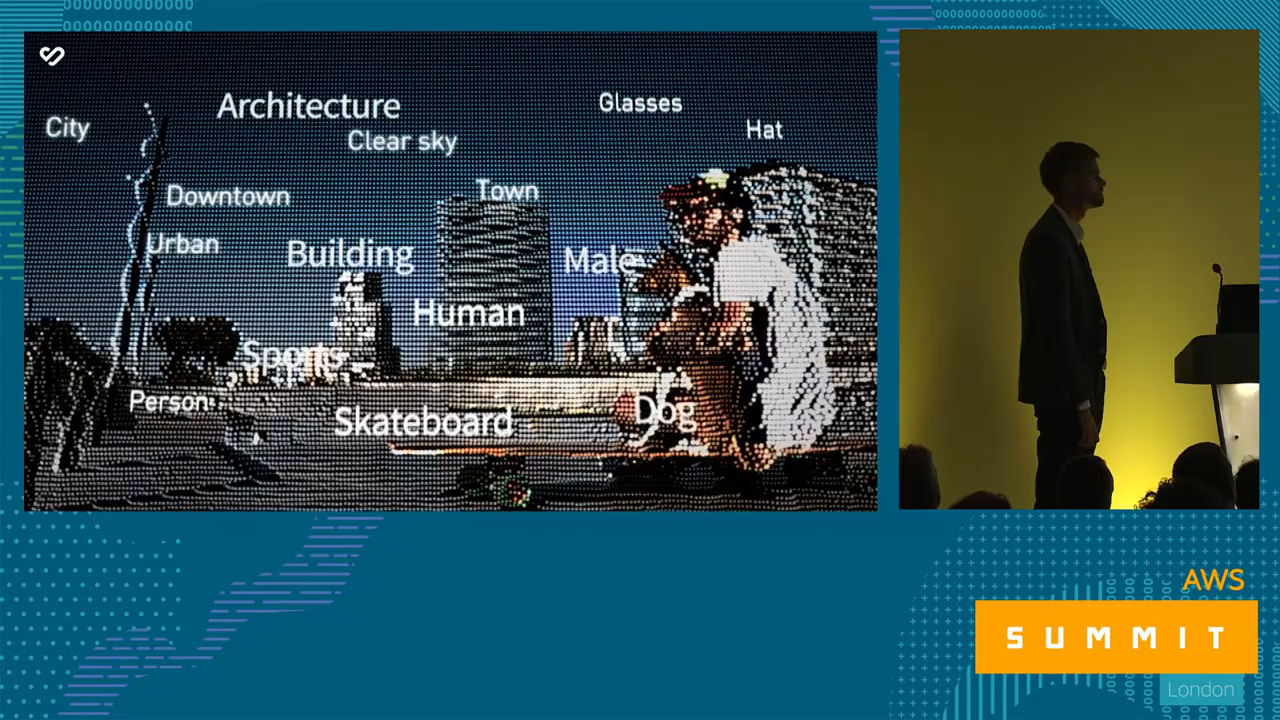 Architecture
Glasses
City
Clear sky
Hat
Downtown
Town
Urban
Building
Male
Human
Sports
Person
Skateboard
Dog
AWS
SUMMIT
London